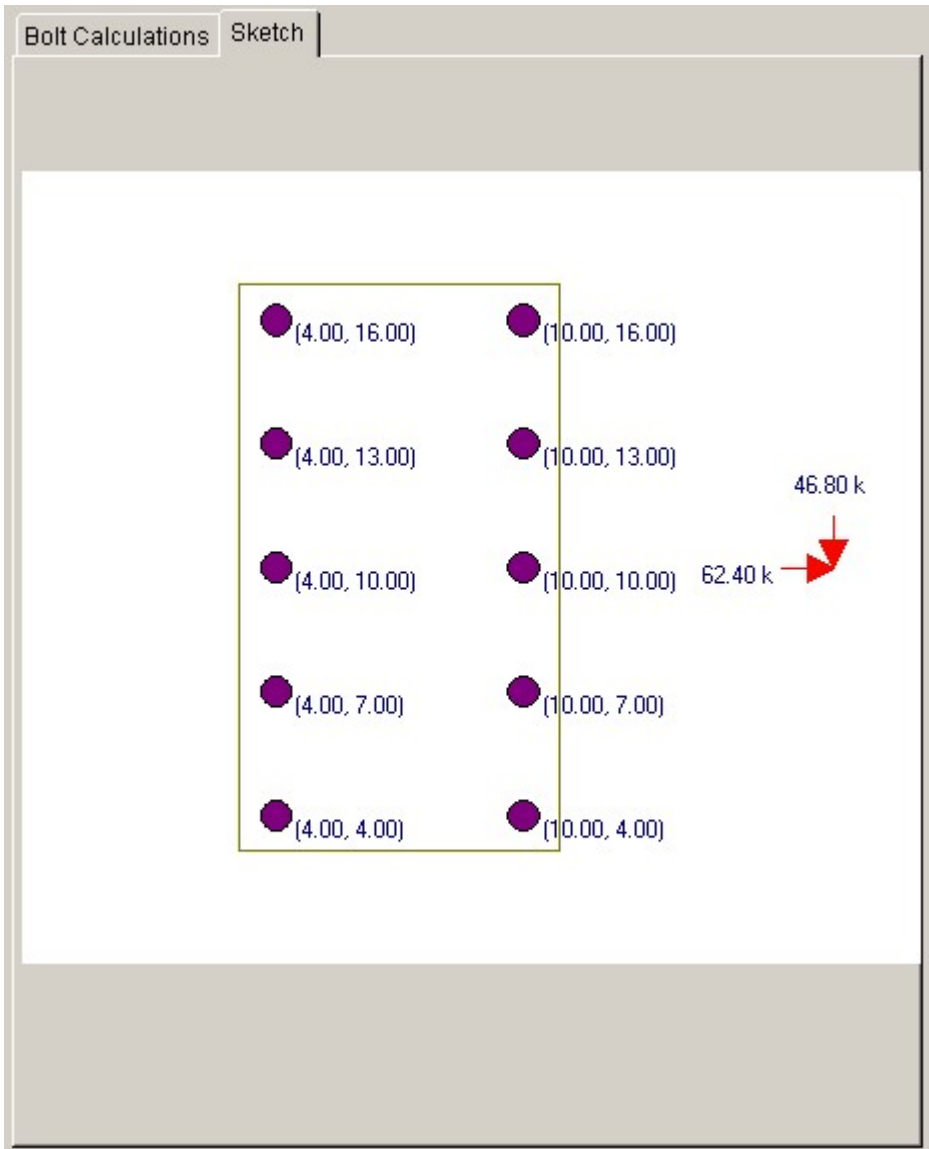 Bolt Calculations Sketch
(4.00, 16.00) (10.00, 16.00)
(4.00, 13.00) (10.00, 13.00)
46.80 k
(4.00, 10.00) (10.00, 10.00) 62.40 k
(4.00, 7.00) (10.00, 7.00)
(4.00, 4.00) (10.00, 4.00)